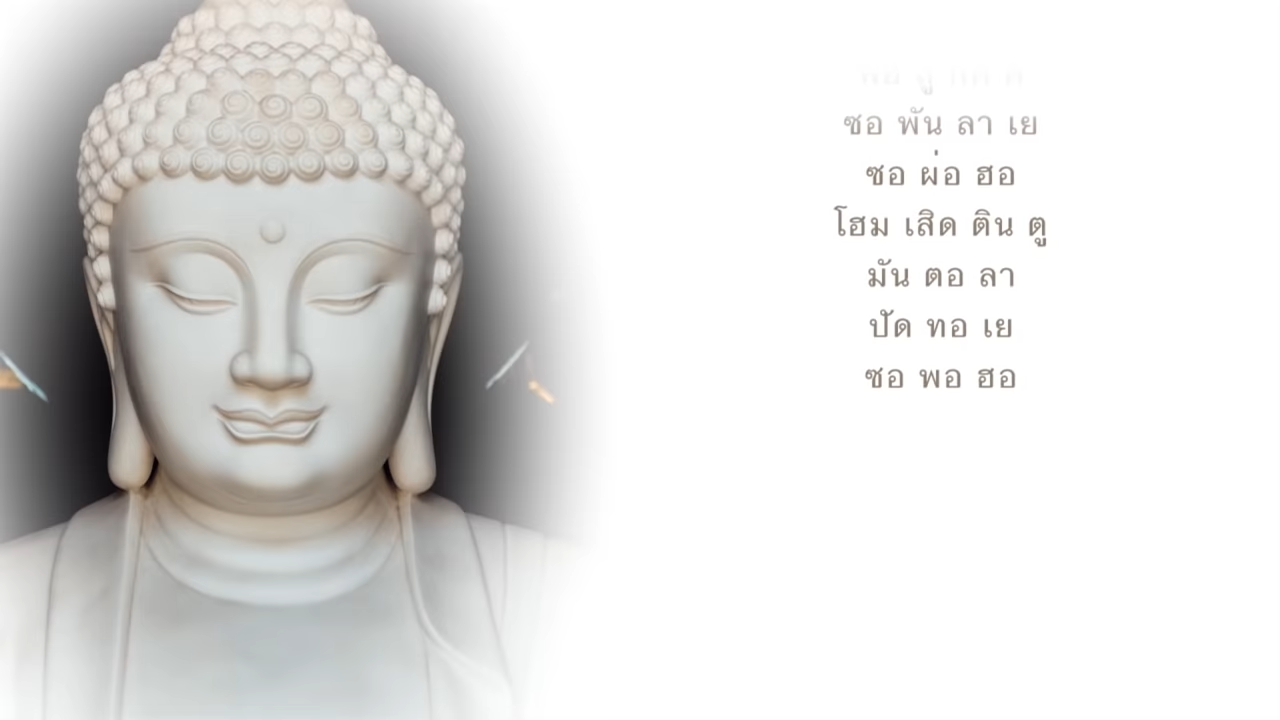 ซอ พัน ลา เย
ซอ ผ่อ ฮอ
โฮม เสิด ติน ตู
มัน ตอ ลา
ปัด ทอ เย
ซอ พอ ฮอ